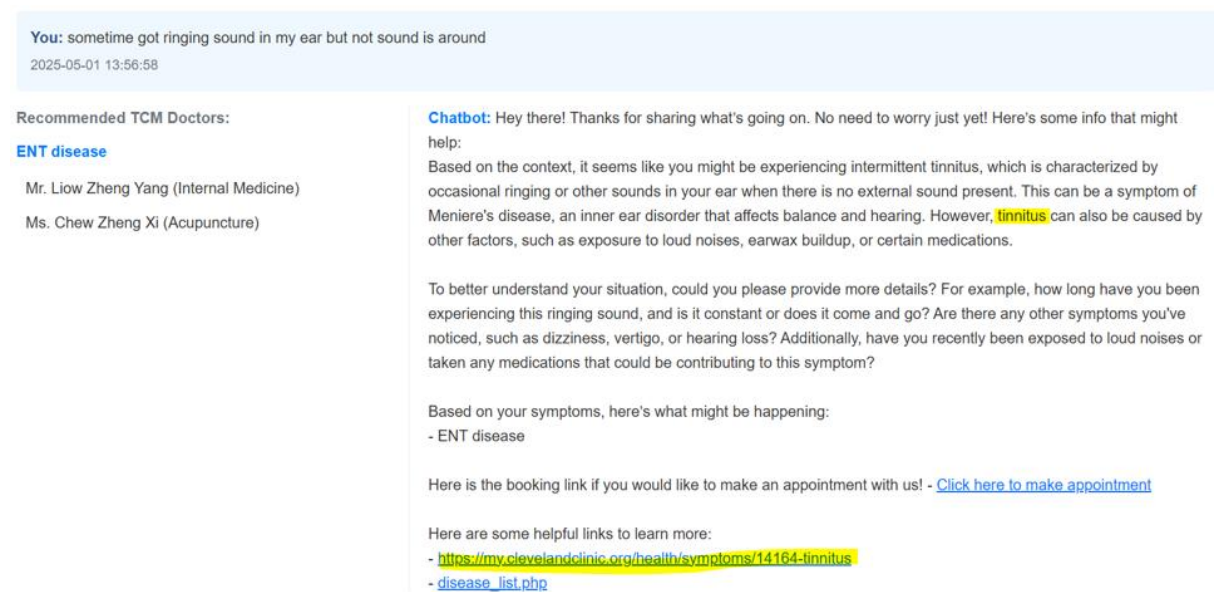 You: sometime got ringing sound in my ear but not sound is around
2025-05-01 13:56:58
Recommended TCM Doctors:
ENT disease
Mr. Liow Zheng Yang (Internal Medicine)
Ms. Chew Zheng Xi (Acupuncture)
Chatbot: Hey there! Thanks for sharing what's going on. No need to worry just yet! Here's some info that might
help:
Based on the context, it seems like you might be experiencing intermittent tinnitus, which is characterized by
occasional ringing or other sounds in your ear when there is no external sound present. This can be a symptom of
Meniere's disease, an inner ear disorder that affects balance and hearing. However, tinnitus can also be caused by
other factors, such as exposure to loud noises, earwax buildup, or certain medications.
To better understand your situation, could you please provide more details? For example, how long have you been
experiencing this ringing sound, and is it constant or does it come and go? Are there any other symptoms you've
noticed, such as dizziness, vertigo, or hearing loss? Additionally, have you recently been exposed to loud noises or
taken any medications that could be contributing to this symptom?
Based on your symptoms, here's what might be happening:
- ENT disease
Here is the booking link if you would like to make an appointment with us! - Click here to make appointment
Here are some helpful links to learn more:
- https://my.clevelandclinic.org/health/symptoms/14164-tinnitus
- disease_list.php